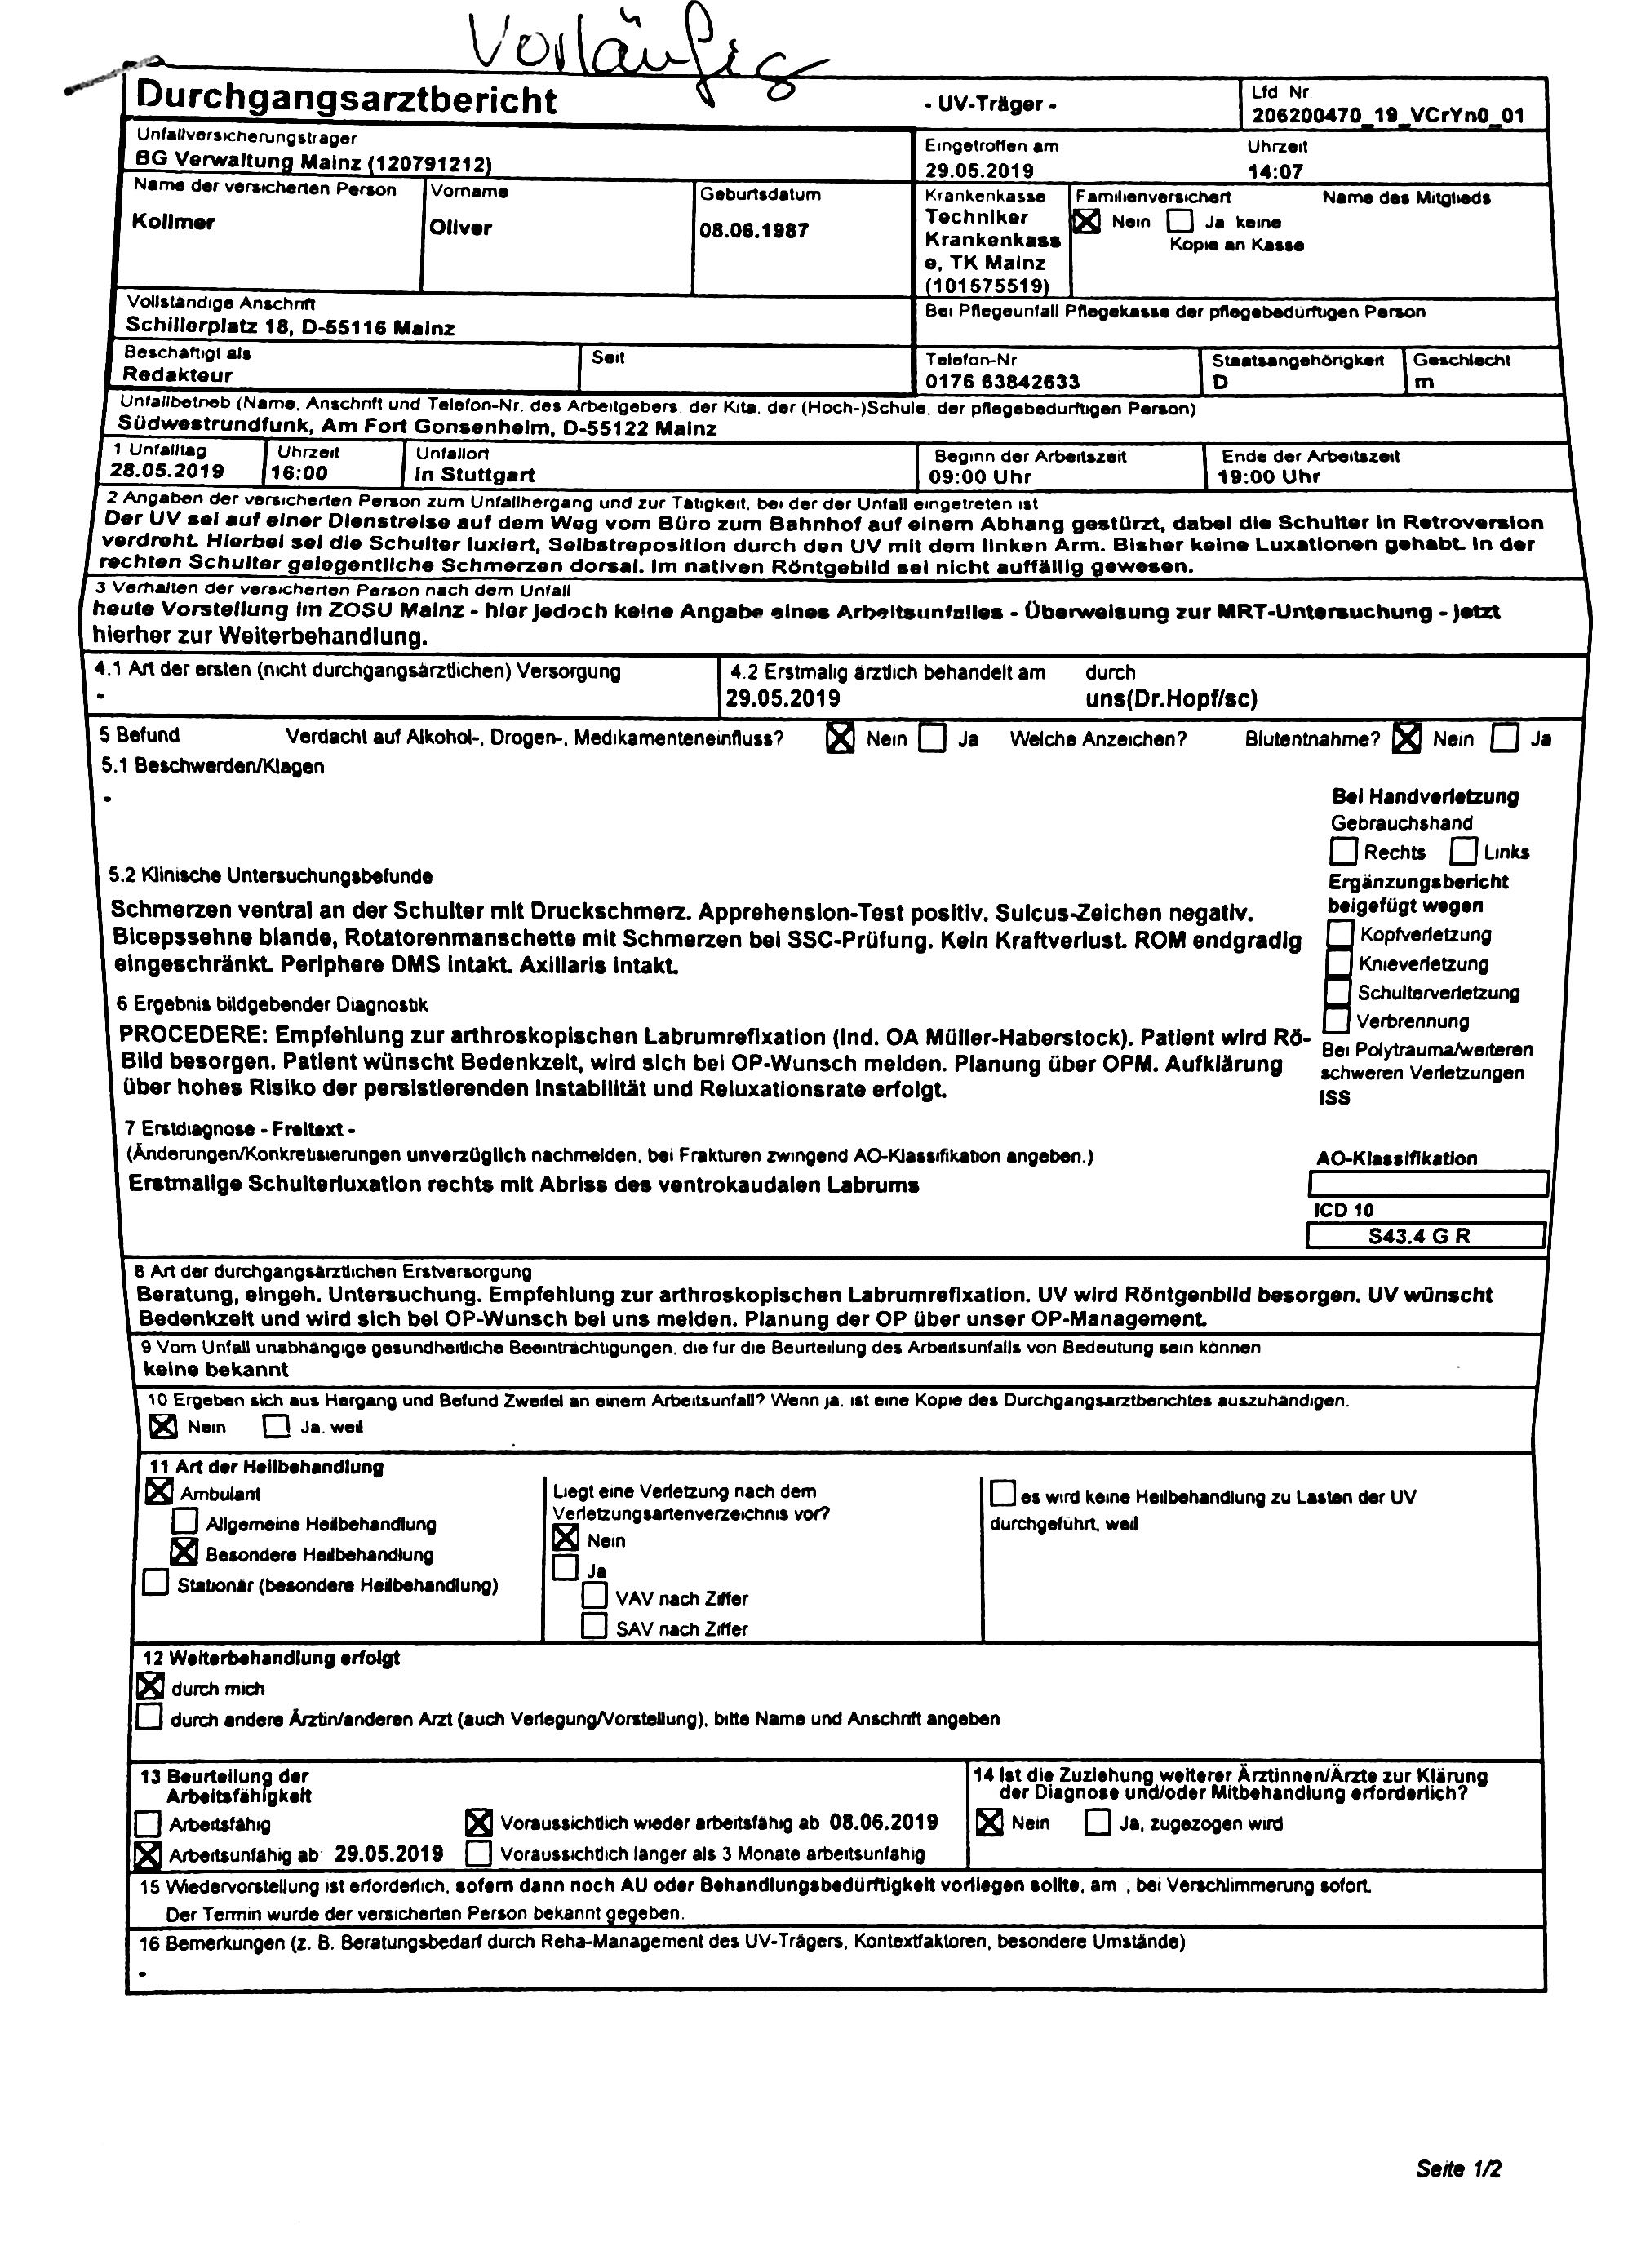 Vorläufig
Durchgangsarztbericht
- UV-Träger -
Lfd Nr
206200470_19_VCrYn0_01
Unfallversicherungstrager
BG Verwaltung Mainz (120791212)
Eingetroffen am Uhrzeit
29.05.2019 14:07
Name der versicherten Person Vorname Geburtsdatum
Kollmer Oliver 08.06.1987
Krankenkasse
Techniker
Krankenkass
e, TK Mainz
(101575519)
Familienversichert Name des Mitglieds
Nein Ja keine
Kopie an Kasse
Vollständige Anschrift
Schillerplatz 18, D-55116 Mainz
Bei Pflegeunfall Pflegekasse der pflegebedürftigen Person
Beschaftigt als Seit
Redakteur
Telefon-Nr Staatsangehörigkeit Geschlecht
0176 63842633 D m
Unfallbetrieb (Name, Anschrift und Telefon-Nr. des Arbeitgebers, der Kita, der (Hoch-)Schule, der pflegebedurftigen Person)
Südwestrundfunk, Am Fort Gonsenheim, D-55122 Mainz
1 Unfalltag Uhrzeit Unfallort Beginn der Arbeitszeit Ende der Arbeitszeit
28.05.2019 16:00 in Stuttgart 09:00 Uhr 19:00 Uhr
2 Angaben der versicherten Person zum Unfallhergang und zur Tatigkeit, bei der der Unfall eingetreten ist
Der UV sei auf einer Dienstreise auf dem Weg vom Büro zum Bahnhof auf einem Abhang gestürzt, dabei die Schulter in Retroversion
verdreht. Hierbei sei die Schulter luxiert, Selbstreposition durch den UV mit dem linken Arm. Bisher keine Luxationen gehabt. In der
rechten Schulter gelegentliche Schmerzen dorsal. Im nativen Röntgebild sei nicht auffällig gewesen.
3 Verhalten der versicherten Person nach dem Unfall
heute Vorstellung im ZOSU Mainz - hier jedoch keine Angabe eines Arbeitsunfalles - Überweisung zur MRT-Untersuchung - jetzt
hierher zur Weiterbehandlung.
4.1 Art der ersten (nicht durchgangsärztlichen) Versorgung
-
4.2 Erstmalig ärztlich behandelt am durch
29.05.2019 uns(Dr.Hopf/sc)
5 Befund Verdacht auf Alkohol-, Drogen-, Medikamenteneinfluss? Nein Ja Welche Anzeichen? Blutentnahme? Nein Ja
5.1 Beschwerden/Klagen
-
Bei Handverletzung
Gebrauchshand
Rechts Links
Ergänzungsbericht
beigefügt wegen
Kopfverletzung
Knieverletzung
Schulterverletzung
Verbrennung
Bei Polytrauma/weiteren
schweren Verletzungen
ISS
5.2 Klinische Untersuchungsbefunde
Schmerzen ventral an der Schulter mit Druckschmerz. Apprehension-Test positiv. Sulcus-Zeichen negativ.
Bicepssehne blande, Rotatorenmanschette mit Schmerzen bei SSC-Prüfung. Kein Kraftverlust. ROM endgradig
eingeschränkt. Periphere DMS intakt. Axillaris intakt.
6 Ergebnis bildgebender Diagnostik
PROCEDERE: Empfehlung zur arthroskopischen Labrumrefixation (Ind. OA Müller-Haberstock). Patient wird Rö-
Bild besorgen. Patient wünscht Bedenkzeit, wird sich bei OP-Wunsch melden. Planung über OPM. Aufklärung
über hohes Risiko der persistierenden Instabilität und Reluxationsrate erfolgt.
7 Erstdiagnose - Freitext -
(Änderungen/Konkretisierungen unverzüglich nachmelden, bei Frakturen zwingend AO-Klassifikation angeben.)
Erstmalige Schulterluxation rechts mit Abriss des ventrokaudalen Labrums
AO-Klassifikation
ICD 10
S43.4 G R
8 Art der durchgangsärztlichen Erstversorgung
Beratung, eingeh. Untersuchung. Empfehlung zur arthroskopischen Labrumrefixation. UV wird Röntgenbild besorgen. UV wünscht
Bedenkzeit und wird sich bei OP-Wunsch bei uns melden. Planung der OP über unser OP-Management.
9 Vom Unfall unabhängige gesundheitliche Beeintrachtigungen, die fur die Beurteilung des Arbeitsunfalls von Bedeutung sein können
keine bekannt
10 Ergeben sich aus Hergang und Befund Zweifel an einem Arbeitsunfall? Wenn ja, ist eine Kopie des Durchgangsarztberichtes auszuhandigen.
Nein Ja, weil
11 Art der Heilbehandlung
Ambulant
Allgemeine Heilbehandlung
Besondere Heilbehandlung
Stationär (besondere Heilbehandlung)
Liegt eine Verletzung nach dem
Verletzungsartenverzeichnis vor?
Nein
Ja
VAV nach Ziffer
SAV nach Ziffer
es wird keine Heilbehandlung zu Lasten der UV
durchgeführt, weil
12 Weiterbehandlung erfolgt
durch mich
durch andere Ärztin/anderen Arzt (auch Verlegung/Vorstellung), bitte Name und Anschrift angeben
13 Beurteilung der
Arbeitsfähigkeit
Arbeitsfähig Voraussichtlich wieder arbeitsfähig ab 08.06.2019
Arbeitsunfahig ab 29.05.2019 Voraussichtlich langer als 3 Monate arbeitsunfahig
14 Ist die Zuziehung weiterer Ärztinnen/Ärzte zur Klärung
der Diagnose und/oder Mitbehandlung erforderlich?
Nein Ja, zugezogen wird
15 Wiedervorstellung ist erforderlich, sofern dann noch AU oder Behandlungsbedürftigkeit vorliegen sollte, am , bei Verschlimmerung sofort.
Der Termin wurde der versicherten Person bekannt gegeben.
16 Bemerkungen (z. B. Beratungsbedarf durch Reha-Management des UV-Trägers, Kontextfaktoren, besondere Umstände)
-
Seite 1/2